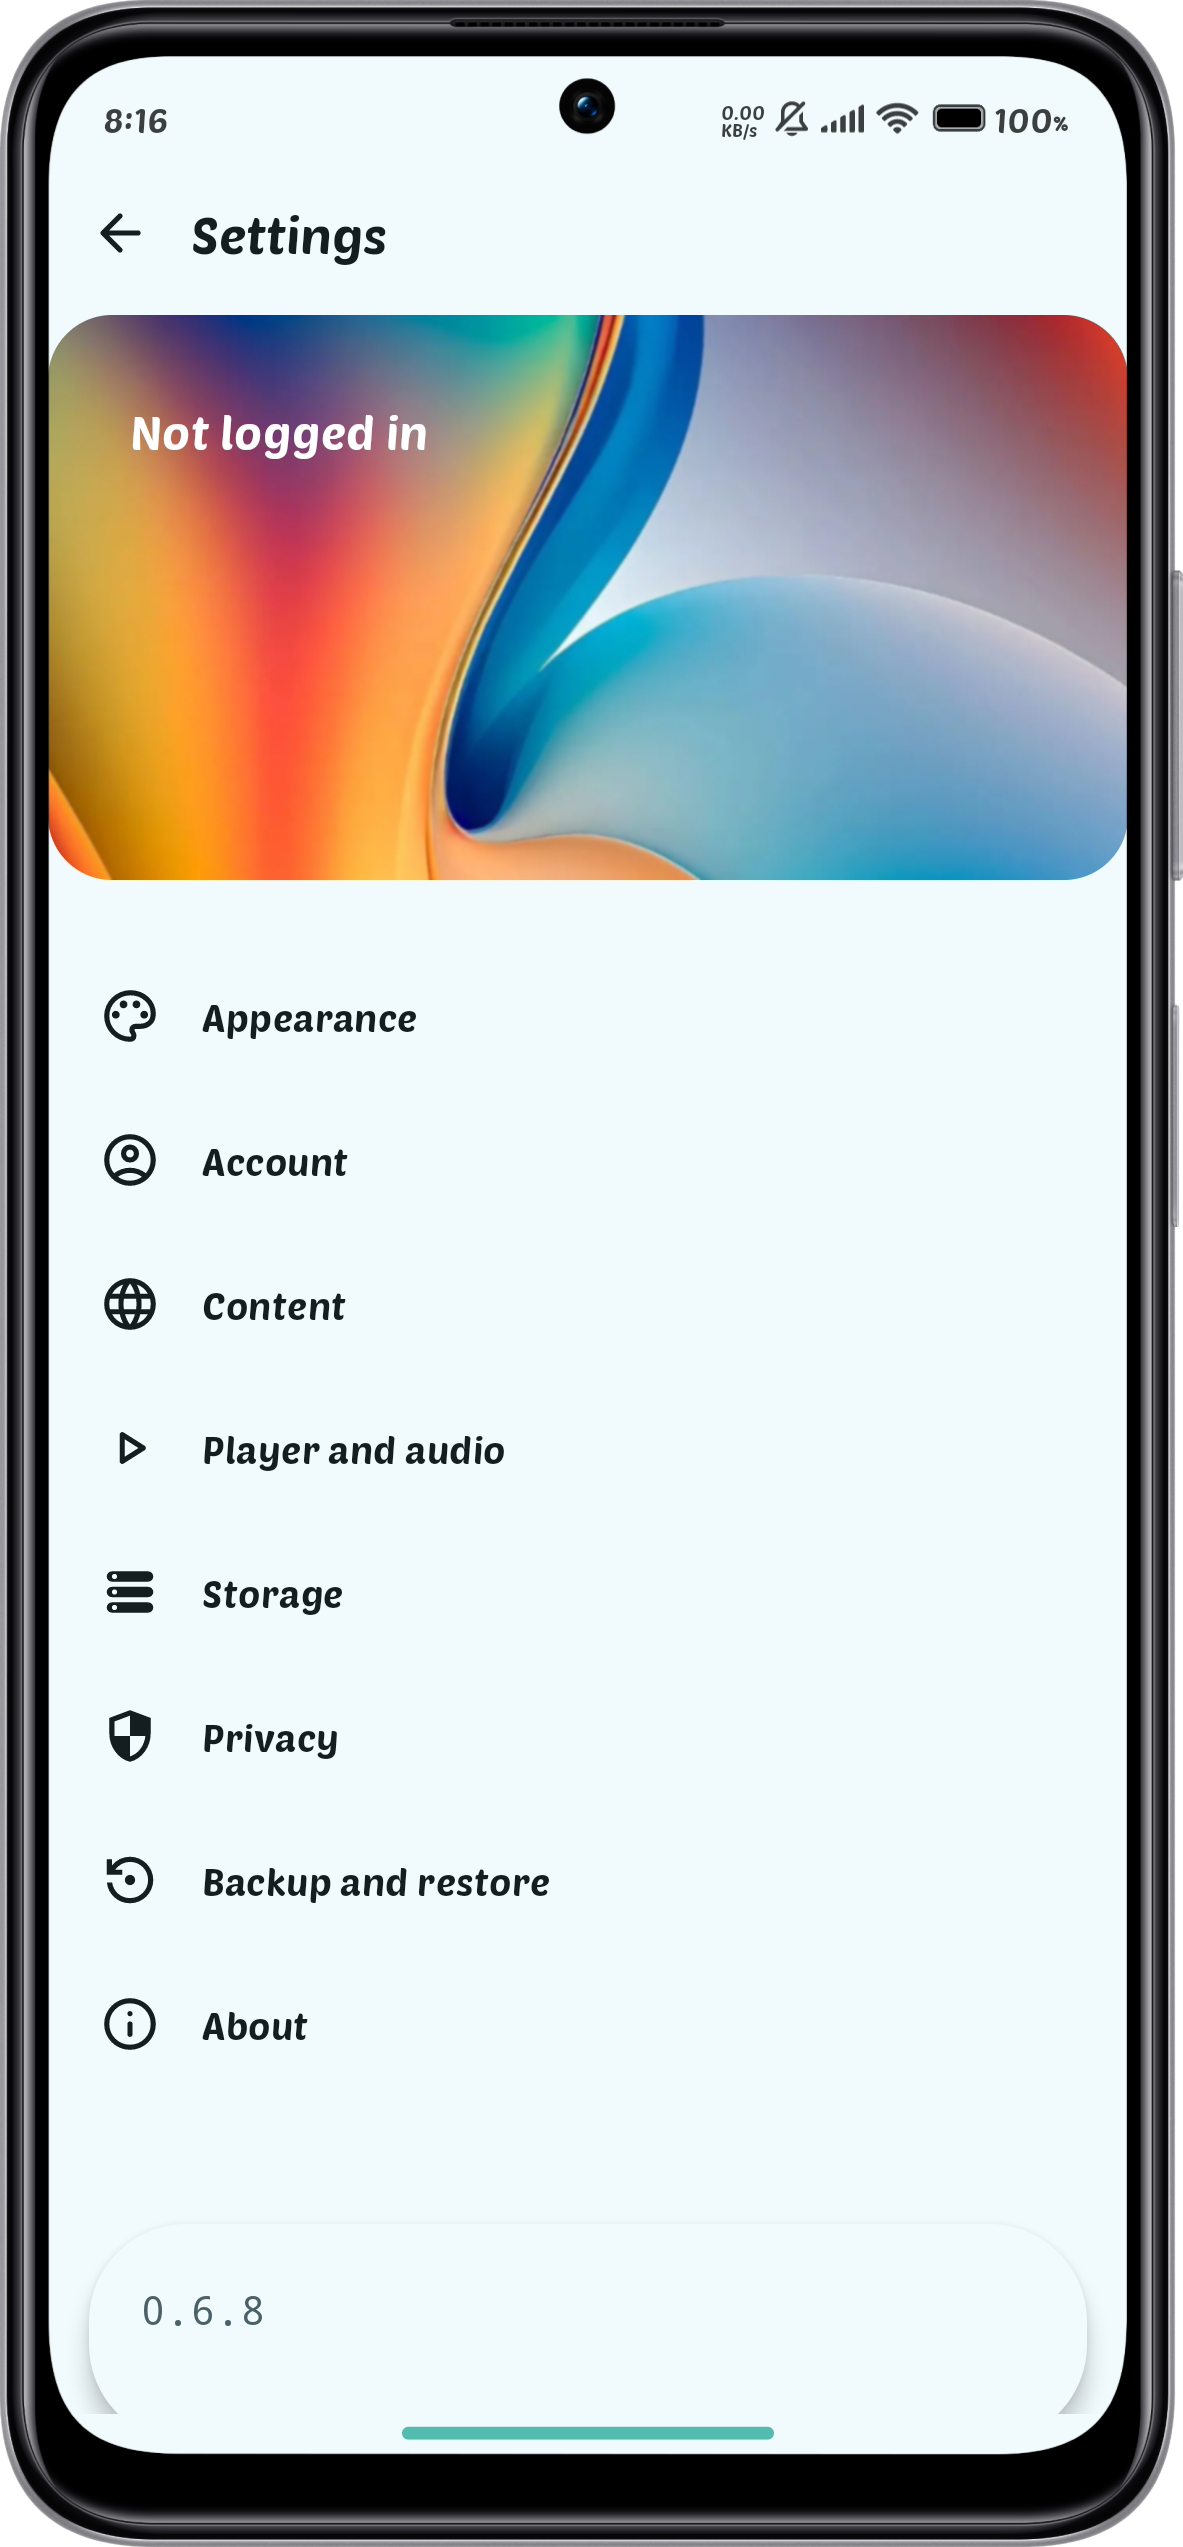 8:16
0.00
KB/s
100%
Settings
Not logged in
Appearance
Account
Content
Player and audio
Storage
Privacy
Backup and restore
About
0.6.8